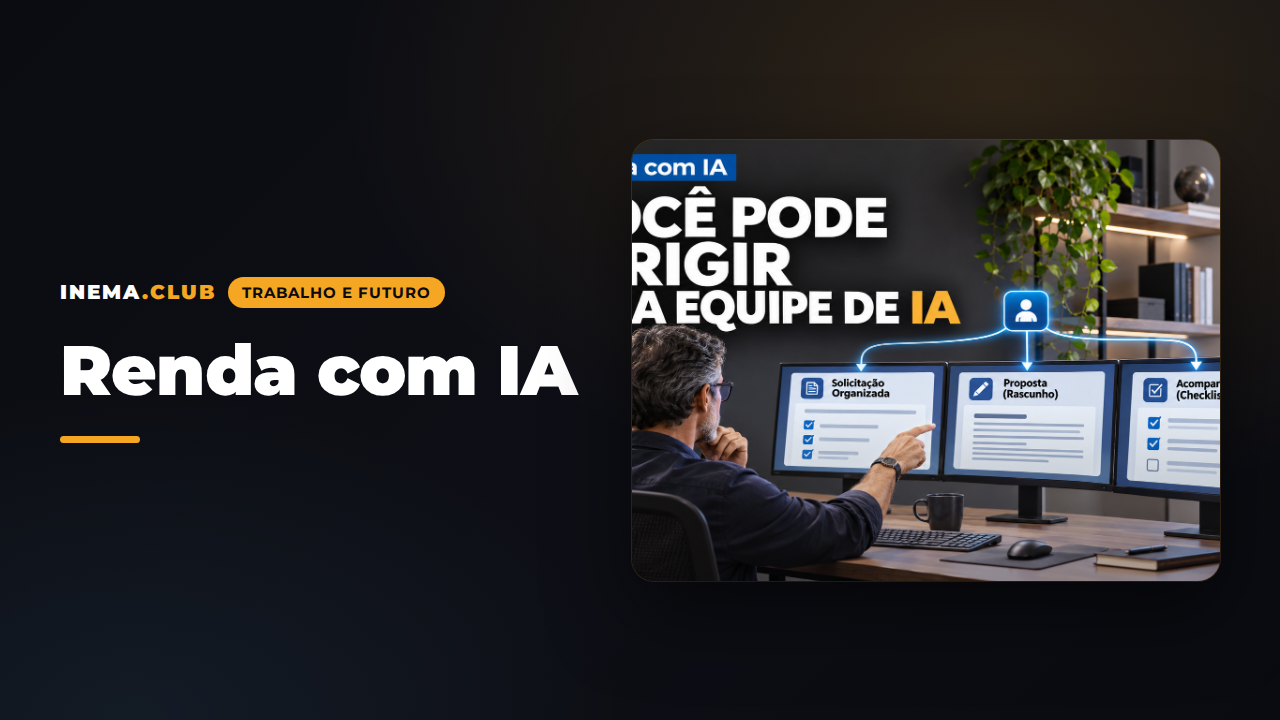 INEMA.CLUB
TRABALHO E FUTURO
Renda com IA
a com IA
OCÊ PODE
RIGIR
A EQUIPE DE IA
Solicitação
Organizada
Proposta
(Rascunho)
Acompar
(Checklis